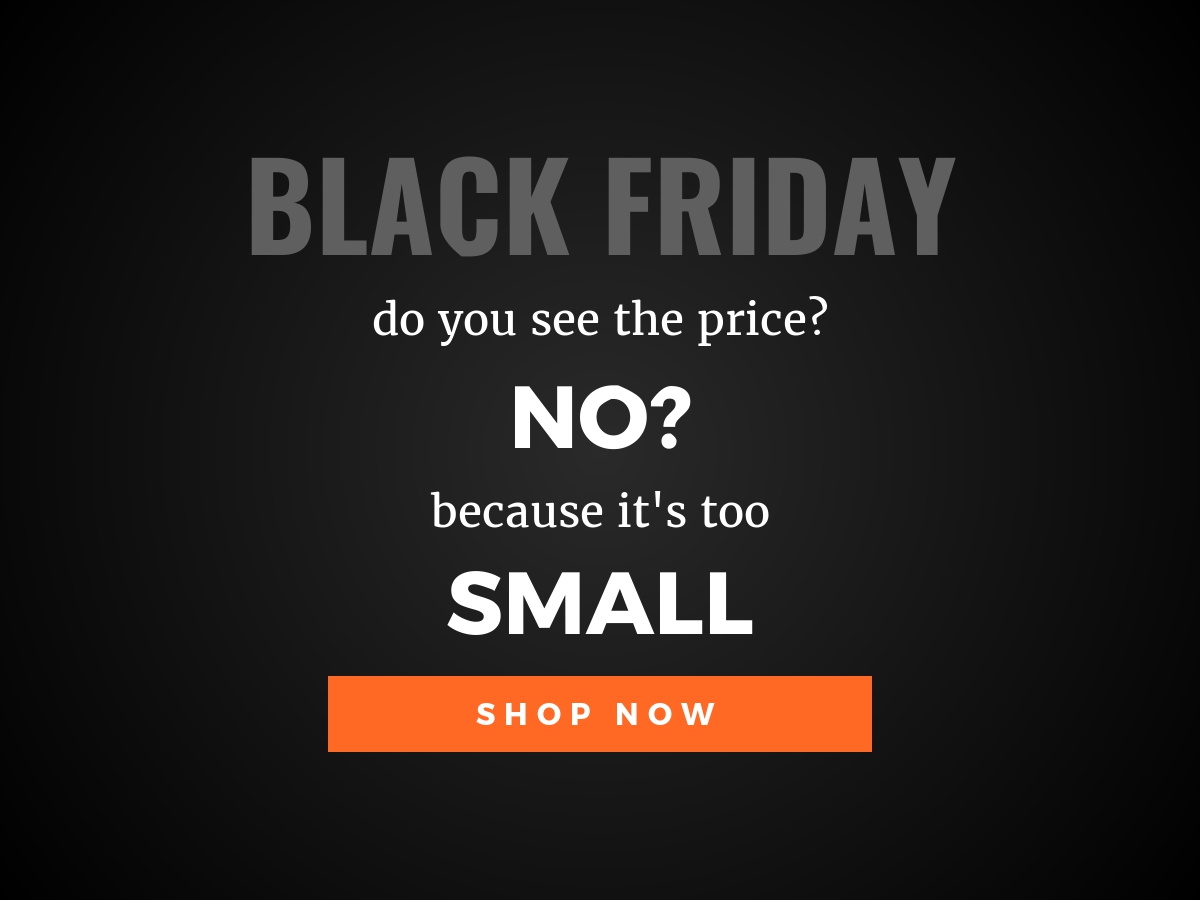 BLACK FRIDAY
do you see the price?
NO?
because it's too
SMALL
SHOP NOW